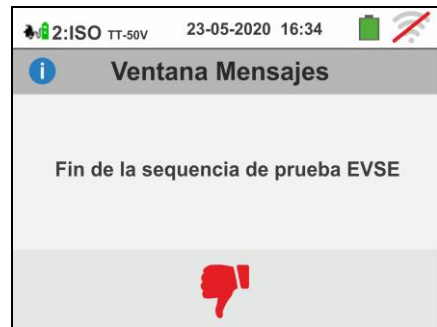 2:ISO TT-50V 23-05-2020 16:34
i Ventana Mensajes
Fin de la sequencia de prueba EVSE